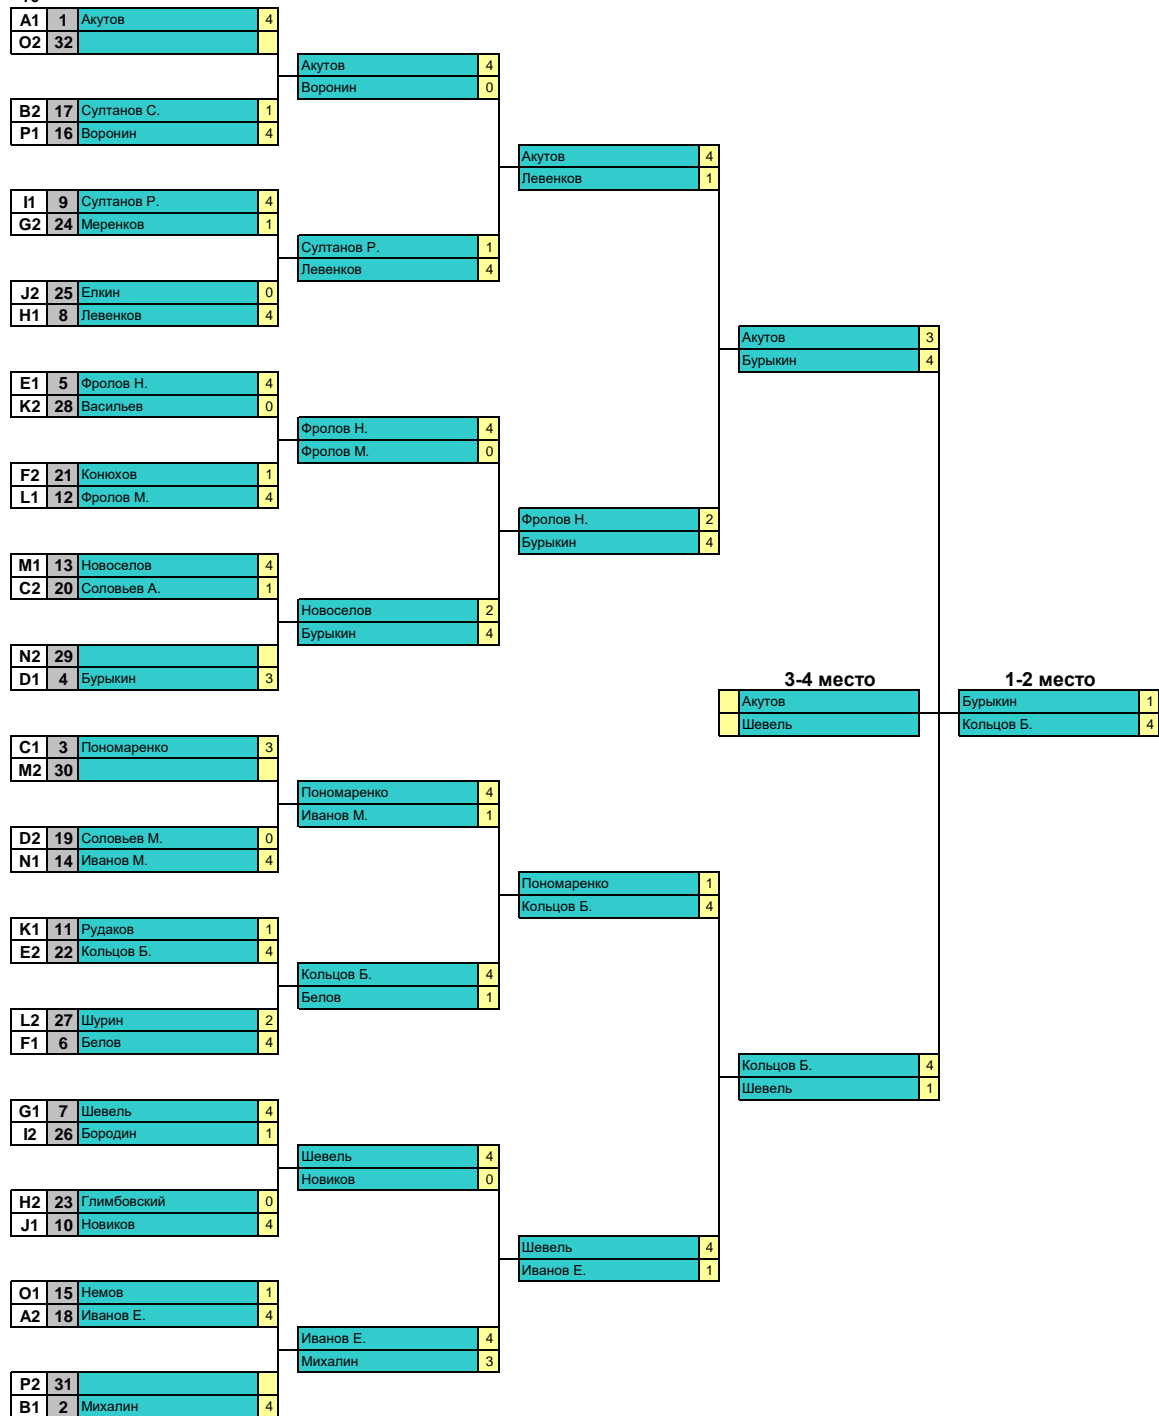 A1 1 Акутов 4
O2 32
Акутов 4
Воронин 0
B2 17 Султанов С. 1
P1 16 Воронин 4
Акутов 4
Левенков 1
I1 9 Султанов Р. 4
G2 24 Меренков 1
Султанов Р. 1
Левенков 4
J2 25 Елкин 0
H1 8 Левенков 4
Акутов 3
Бурыкин 4
E1 5 Фролов Н. 4
K2 28 Васильев 0
Фролов Н. 4
Фролов М. 0
F2 21 Конюхов 1
L1 12 Фролов М. 4
Фролов Н. 2
Бурыкин 4
M1 13 Новоселов 4
C2 20 Соловьев А. 1
Новоселов 2
Бурыкин 4
N2 29
D1 4 Бурыкин 3
3-4 место 1-2 место
Акутов Бурыкин 1
Шевель Кольцов Б. 4
C1 3 Пономаренко 3
M2 30
Пономаренко 4
Иванов М. 1
D2 19 Соловьев М. 0
N1 14 Иванов М. 4
Пономаренко 1
Кольцов Б. 4
K1 11 Рудаков 1
E2 22 Кольцов Б. 4
Кольцов Б. 4
Белов 1
L2 27 Шурин 2
F1 6 Белов 4
Кольцов Б. 4
Шевель 1
G1 7 Шевель 4
I2 26 Бородин 1
Шевель 4
Новиков 0
H2 23 Глимбовский 0
J1 10 Новиков 4
Шевель 4
Иванов Е. 1
O1 15 Немов 1
A2 18 Иванов Е. 4
Иванов Е. 4
Михалин 3
P2 31
B1 2 Михалин 4